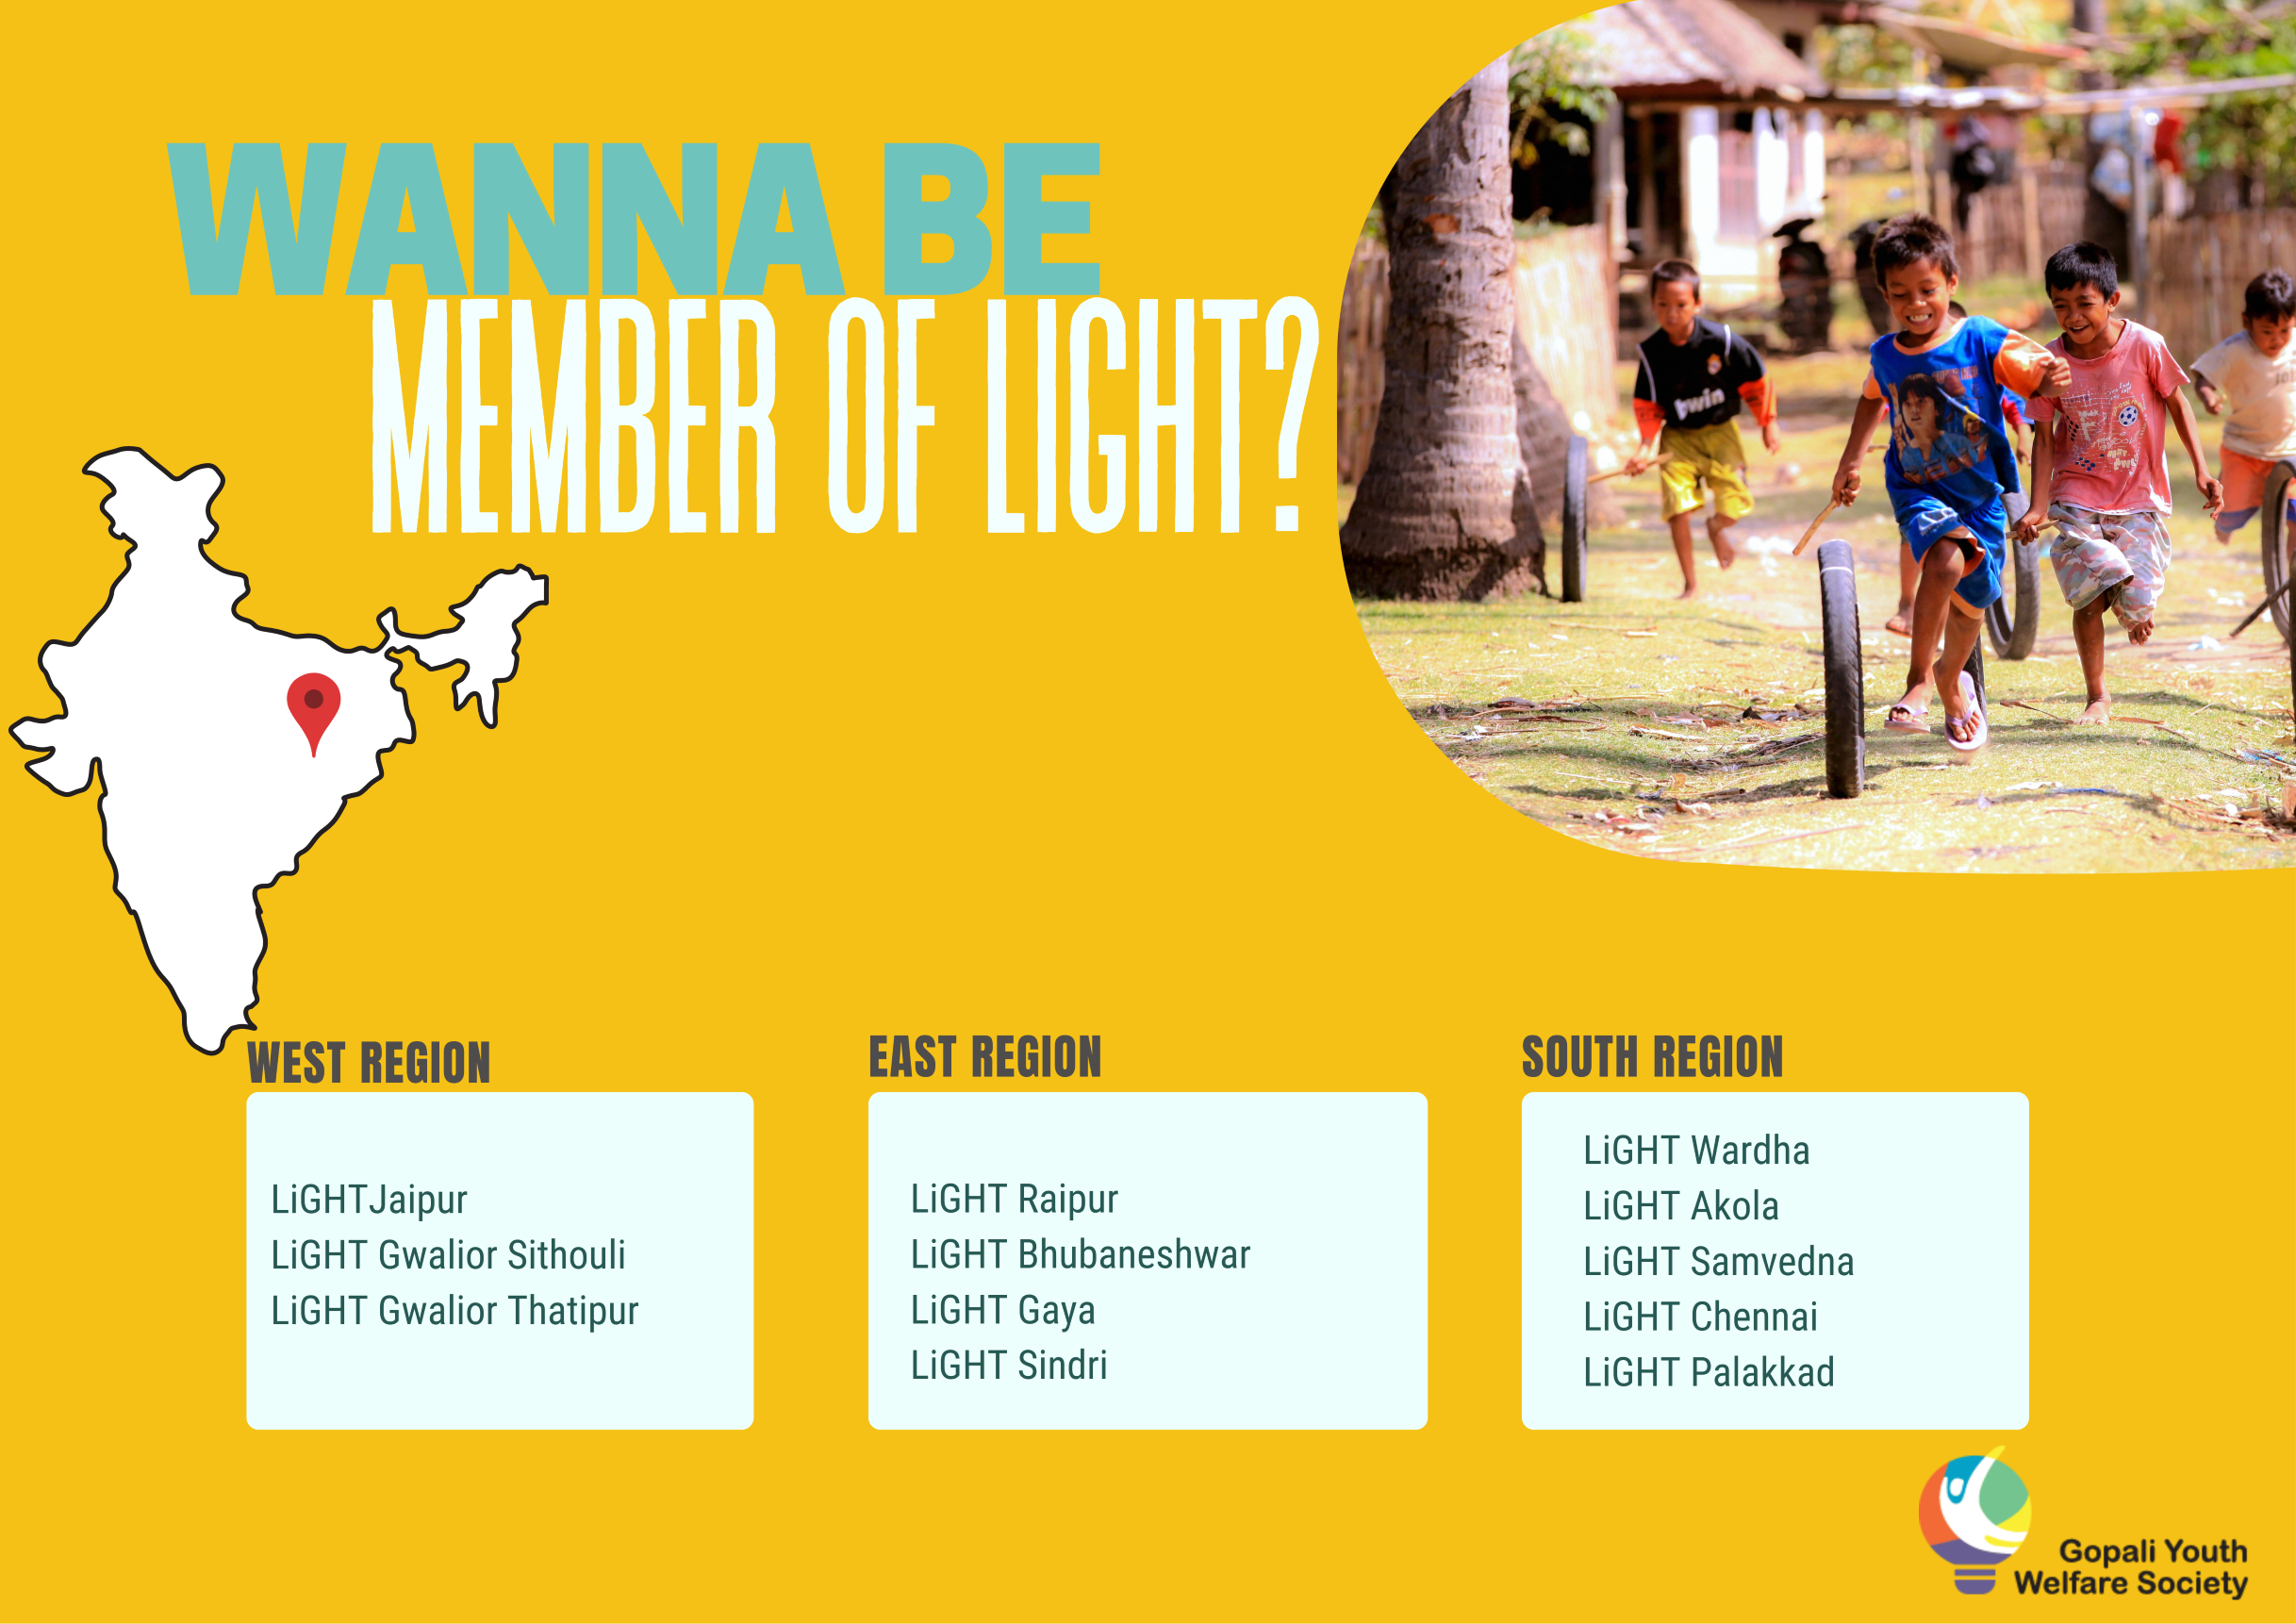 WANNA BE
MEMBER OF LIGHT?
twin
WEST REGION
LiGHTJaipur
LiGHT Gwalior Sithouli
LiGHT Gwalior Thatipur
EAST REGION
LiGHT Raipur
LiGHT Bhubaneshwar
LiGHT Gaya
LiGHT Sindri
SOUTH REGION
LiGHT Wardha
LiGHT Akola
LiGHT Samvedna
LiGHT Chennai
LiGHT Palakkad
Gopali Youth
Welfare Society